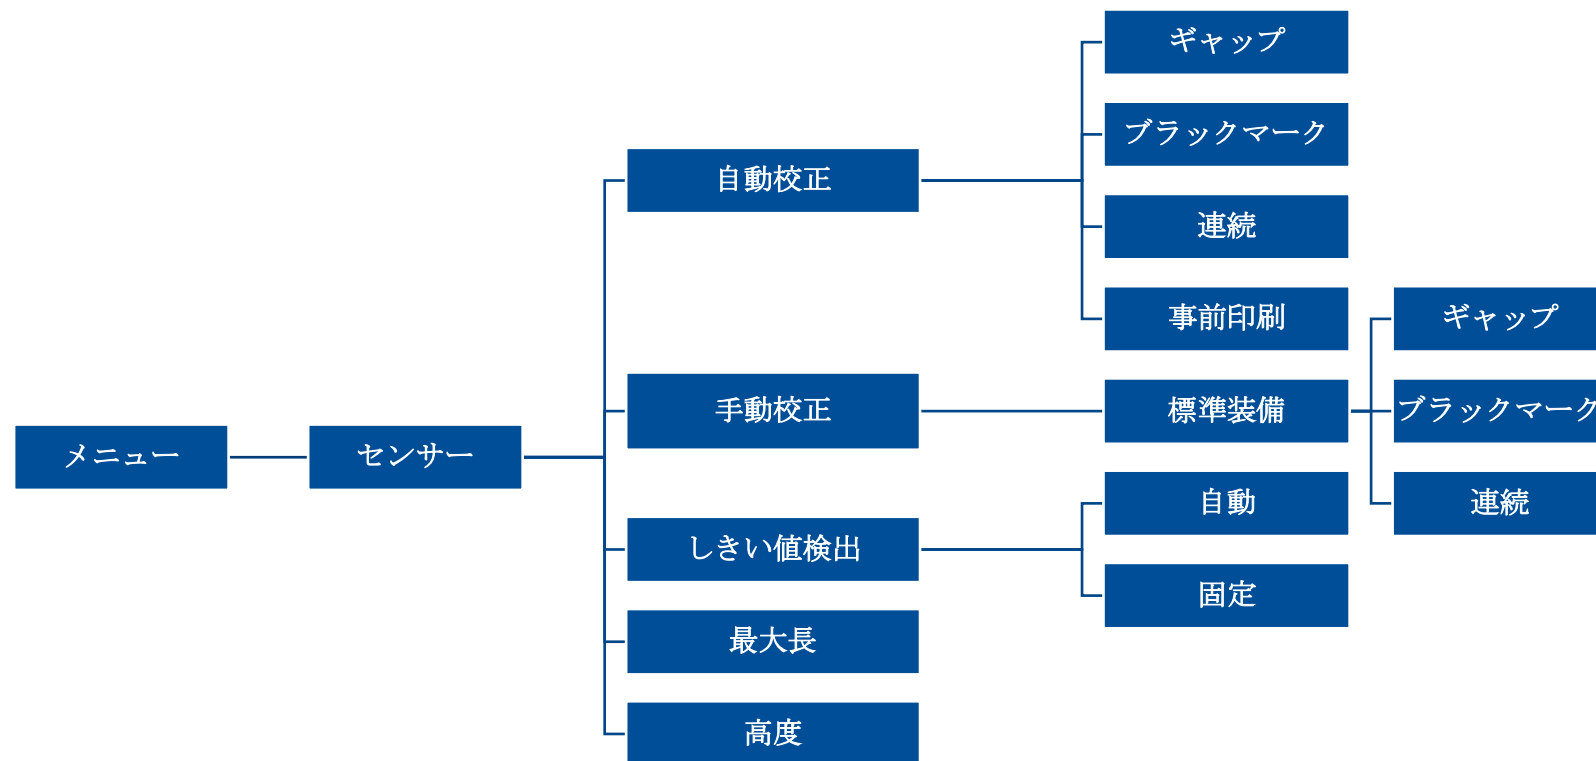 メニュー
センサー
自動校正
ギャップ
ブラックマーク
連続
事前印刷
手動校正
標準装備
ギャップ
ブラックマーク
連続
しきい値検出
自動
固定
最大長
高度